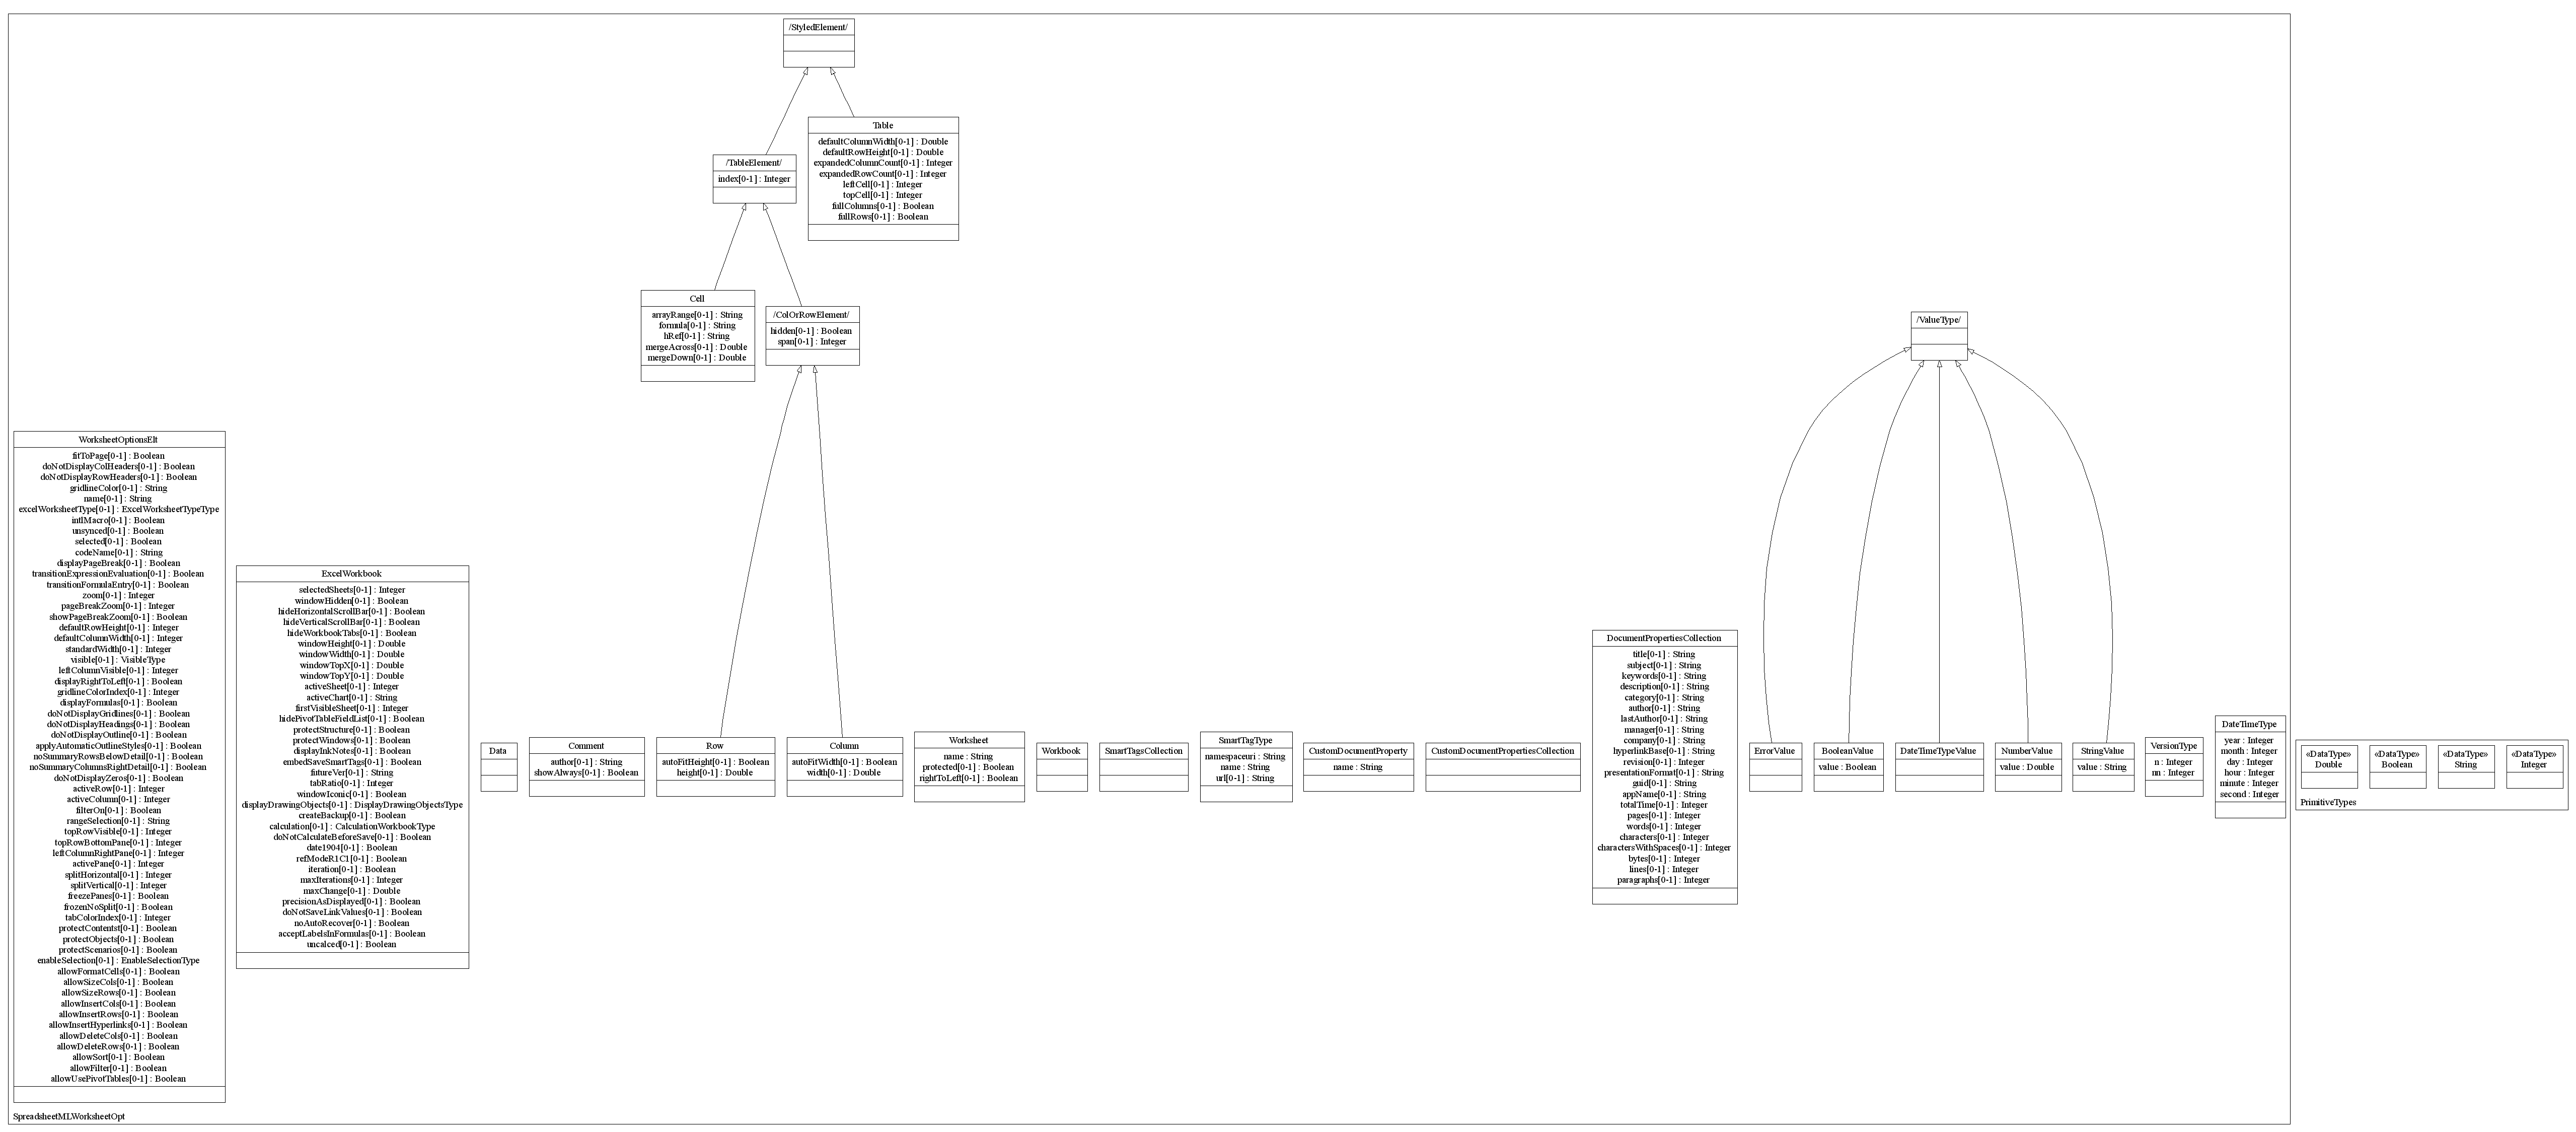 /StyledElement/
Table
defaultColumnWidth[0-1] : Double
defaultRowHeight[0-1] : Double
expandedColumnCount[0-1] : Integer
expandedRowCount[0-1] : Integer
leftCell[0-1] : Integer
topCell[0-1] : Integer
fullColumns[0-1] : Boolean
fullRows[0-1] : Boolean
/TableElement/
index[0-1] : Integer
Cell
arrayRange[0-1] : String
formula[0-1] : String
hRef[0-1] : String
mergeAcross[0-1] : Double
mergeDown[0-1] : Double
/ColOrRowElement/
hidden[0-1] : Boolean
span[0-1] : Integer
/ValueType/
WorksheetOptionsElt
fitToPage[0-1] : Boolean
doNotDisplayColHeaders[0-1] : Boolean
doNotDisplayRowHeaders[0-1] : Boolean
gridlineColor[0-1] : String
name[0-1] : String
excelWorksheetType[0-1] : ExcelWorksheetTypeType
intlMacro[0-1] : Boolean
unsynced[0-1] : Boolean
selected[0-1] : Boolean
codeName[0-1] : String
displayPageBreak[0-1] : Boolean
transitionExpressionEvaluation[0-1] : Boolean
transitionFormulaEntry[0-1] : Boolean
zoom[0-1] : Integer
pageBreakZoom[0-1] : Integer
showPageBreakZoom[0-1] : Boolean
defaultRowHeight[0-1] : Integer
defaultColumnWidth[0-1] : Integer
standardWidth[0-1] : Integer
visible[0-1] : VisibleType
leftColumnVisible[0-1] : Integer
displayRightToLeft[0-1] : Boolean
gridlineColorIndex[0-1] : Integer
displayFormulas[0-1] : Boolean
doNotDisplayGridlines[0-1] : Boolean
doNotDisplayHeadings[0-1] : Boolean
doNotDisplayOutline[0-1] : Boolean
applyAutomaticOutlineStyles[0-1] : Boolean
noSummaryRowsBelowDetail[0-1] : Boolean
noSummaryColumnsRightDetail[0-1] : Boolean
doNotDisplayZeros[0-1] : Boolean
activeRow[0-1] : Integer
activeColumn[0-1] : Integer
filterOn[0-1] : Boolean
rangeSelection[0-1] : String
topRowVisible[0-1] : Integer
topRowBottomPane[0-1] : Integer
leftColumnRightPane[0-1] : Integer
activePane[0-1] : Integer
splitHorizontal[0-1] : Integer
splitVertical[0-1] : Integer
freezePanes[0-1] : Boolean
frozenNoSplit[0-1] : Boolean
tabColorIndex[0-1] : Integer
protectContentst[0-1] : Boolean
protectObjects[0-1] : Boolean
protectScenarios[0-1] : Boolean
enableSelection[0-1] : EnableSelectionType
allowFormatCells[0-1] : Boolean
allowSizeCols[0-1] : Boolean
allowSizeRows[0-1] : Boolean
allowInsertCols[0-1] : Boolean
allowInsertRows[0-1] : Boolean
allowInsertHyperlinks[0-1] : Boolean
allowDeleteCols[0-1] : Boolean
allowDeleteRows[0-1] : Boolean
allowSort[0-1] : Boolean
allowFilter[0-1] : Boolean
allowUsePivotTables[0-1] : Boolean
ExcelWorkbook
selectedSheets[0-1] : Integer
windowHidden[0-1] : Boolean
hideHorizontalScrollBar[0-1] : Boolean
hideVerticalScrollBar[0-1] : Boolean
hideWorkbookTabs[0-1] : Boolean
windowHeight[0-1] : Double
windowWidth[0-1] : Double
windowTopX[0-1] : Double
windowTopY[0-1] : Double
activeSheet[0-1] : Integer
activeChart[0-1] : String
firstVisibleSheet[0-1] : Integer
hidePivotTableFieldList[0-1] : Boolean
protectStructure[0-1] : Boolean
protectWindows[0-1] : Boolean
displayInkNotes[0-1] : Boolean
embedSaveSmartTags[0-1] : Boolean
futureVer[0-1] : String
tabRatio[0-1] : Integer
windowIconic[0-1] : Boolean
displayDrawingObjects[0-1] : DisplayDrawingObjectsType
createBackup[0-1] : Boolean
calculation[0-1] : CalculationWorkbookType
doNotCalculateBeforeSave[0-1] : Boolean
date1904[0-1] : Boolean
refModeR1C1[0-1] : Boolean
iteration[0-1] : Boolean
maxIterations[0-1] : Integer
maxChange[0-1] : Double
precisionAsDisplayed[0-1] : Boolean
doNotSaveLinkValues[0-1] : Boolean
noAutoRecover[0-1] : Boolean
acceptLabelsInFormulas[0-1] : Boolean
uncalced[0-1] : Boolean
Data
Comment
author[0-1] : String
showAlways[0-1] : Boolean
Row
autoFitHeight[0-1] : Boolean
height[0-1] : Double
Column
autoFitWidth[0-1] : Boolean
width[0-1] : Double
Worksheet
name : String
protected[0-1] : Boolean
rightToLeft[0-1] : Boolean
Workbook
SmartTagsCollection
SmartTagType
namespaceuri : String
name : String
url[0-1] : String
CustomDocumentProperty
name : String
CustomDocumentPropertiesCollection
DocumentPropertiesCollection
title[0-1] : String
subject[0-1] : String
keywords[0-1] : String
description[0-1] : String
category[0-1] : String
author[0-1] : String
lastAuthor[0-1] : String
manager[0-1] : String
company[0-1] : String
hyperlinkBase[0-1] : String
revision[0-1] : Integer
presentationFormat[0-1] : String
guid[0-1] : String
appName[0-1] : String
totalTime[0-1] : Integer
pages[0-1] : Integer
words[0-1] : Integer
characters[0-1] : Integer
charactersWithSpaces[0-1] : Integer
bytes[0-1] : Integer
lines[0-1] : Integer
paragraphs[0-1] : Integer
ErrorValue
BooleanValue
value : Boolean
DateTimeTypeValue
NumberValue
value : Double
StringValue
value : String
VersionType
n : Integer
nn : Integer
DateTimeType
year : Integer
month : Integer
day : Integer
hour : Integer
minute : Integer
second : Integer
«DataType»
Double
«DataType»
Boolean
«DataType»
String
«DataType»
Integer
PrimitiveTypes
SpreadsheetMLWorksheetOpt